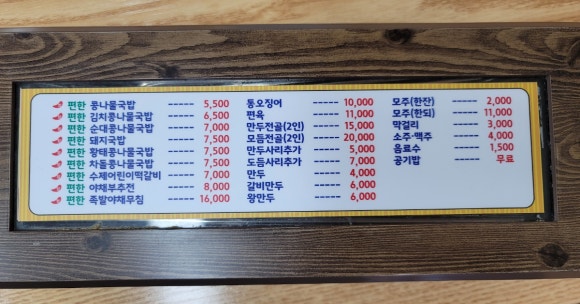 편한 콩나물국밥 ------ 5,500
편한 김치콩나물국밥 ------ 6,500
편한 순대콩나물국밥 ------ 7,000
편한 돼지국밥 ------ 7,500
편한 황태콩나물국밥 ------ 7,500
편한 차돌콩나물국밥 ------ 7,500
편한 수제어린이떡갈비 ------ 7,000
편한 야채부추전 ------ 8,000
편한 족발야채무침 ------ 16,000
통오징어 ----- 10,000
편육 ----- 11,000
만두전골(2인) ----- 15,000
모듬전골(2인) ----- 20,000
만두사리추가 ----- 5,000
도듬사리추가 ----- 7,000
만두 ----- 4,000
갈비만두 ----- 6,000
왕만두 ----- 6,000
모주(한잔) ----- 2,000
모주(한되) ----- 11,000
막걸리 ----- 3,000
소주·맥주 ----- 4,000
음료수 ----- 1,500
공기밥 ----- 무료